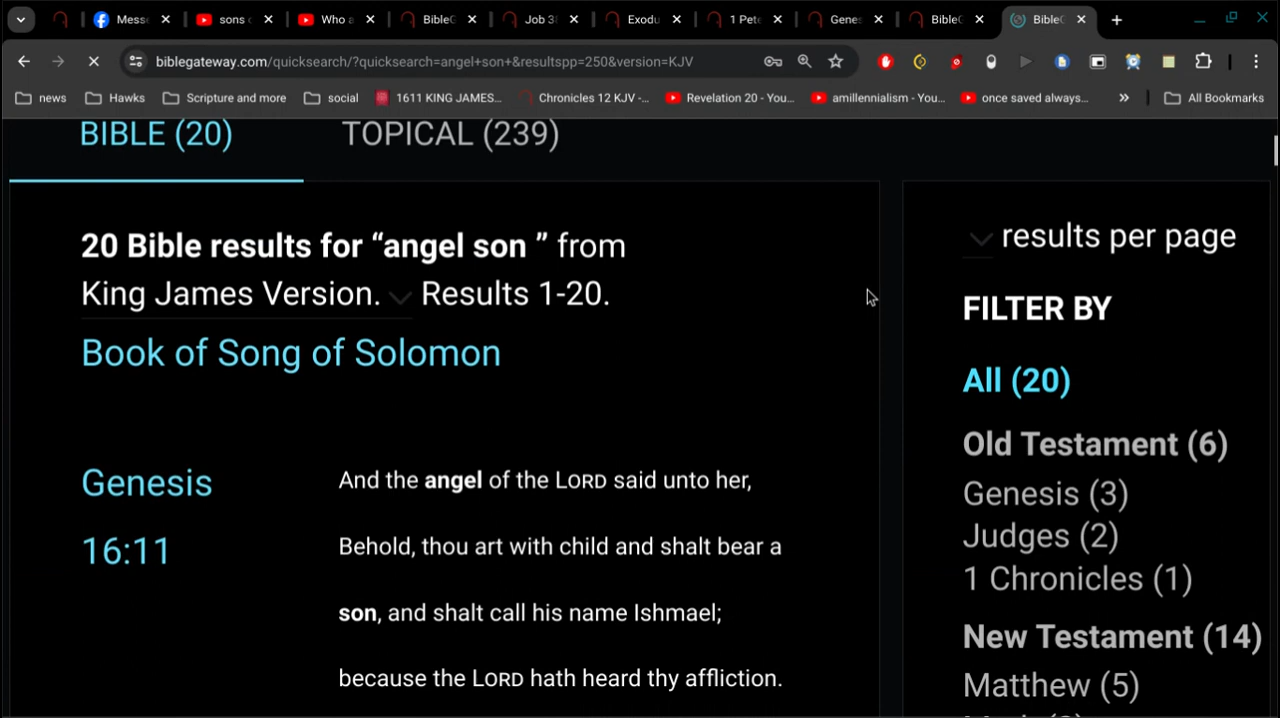 Mess
sons
Who a
BibleG
Job 3
Exodu
1 Pete
Genes
BibleG
BibleG
biblegateway.com/quicksearch/?quicksearch=angel+son+&resultspp=250&version=KJV
news
Hawks
Scripture and more
social
1611 KING JAMES...
Chronicles 12 KJV -...
Revelation 20 - You...
amillennialism - You...
once saved always...
All Bookmarks
BIBLE (20)
TOPICAL (239)
20 Bible results for “angel son ” from
King James Version. Results 1-20.
Book of Song of Solomon
Genesis
16:11
And the angel of the LORD said unto her,
Behold, thou art with child and shalt bear a
son, and shalt call his name Ishmael;
because the LORD hath heard thy affliction.
results per page
FILTER BY
All (20)
Old Testament (6)
Genesis (3)
Judges (2)
1 Chronicles (1)
New Testament (14)
Matthew (5)